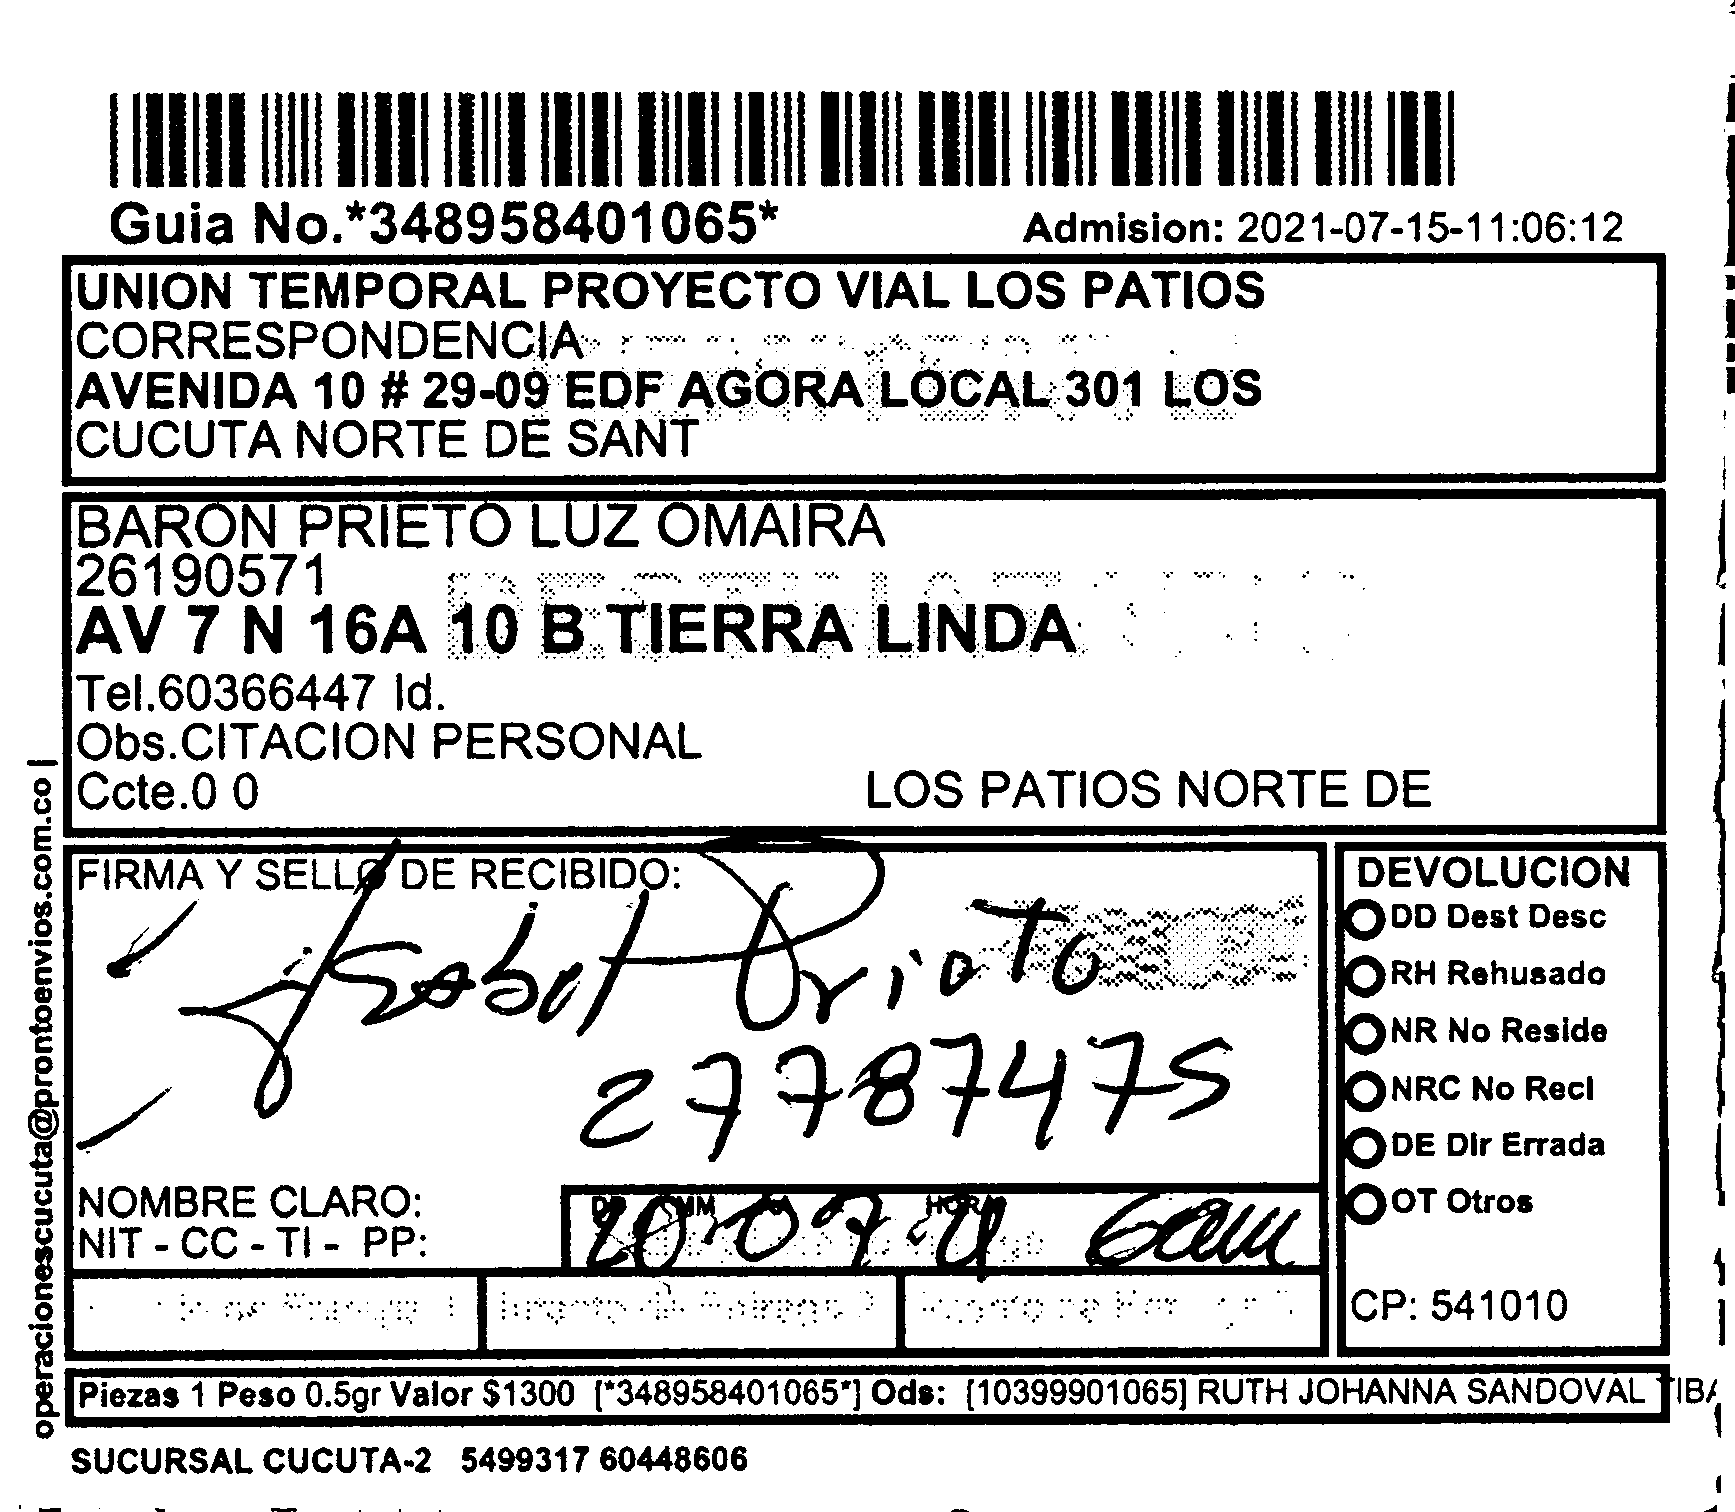 Guia No.*348958401065*
Admision: 2021-07-15-11:06:12
UNION TEMPORAL PROYECTO VIAL LOS PATIOS
CORRESPONDENCIA
AVENIDA 10 # 29-09 EDF AGORA LOCAL 301 LOS
CUCUTA NORTE DE SANT
BARON PRIETO LUZ OMAIRA
26190571
AV 7 N 16A 10 B TIERRA LINDA
Tel.60366447 Id.
Obs.CITACION PERSONAL
Ccte.0 0
LOS PATIOS NORTE DE
operacionescucuta@prontoenvios.com.co |
FIRMA Y SELLO DE RECIBIDO:
Isabel Prieto
27787475
NOMBRE CLARO:
NIT - CC - TI - PP:
HORA
20-07-21 6am
DEVOLUCION
DD Dest Desc
RH Rehusado
NR No Reside
NRC No Recl
DE Dir Errada
OT Otros
CP: 541010
Piezas 1 Peso 0.5gr Valor $1300 [*348958401065*] Ods: [10399901065] RUTH JOHANNA SANDOVAL TIBA
SUCURSAL CUCUTA-2 5499317 60448606